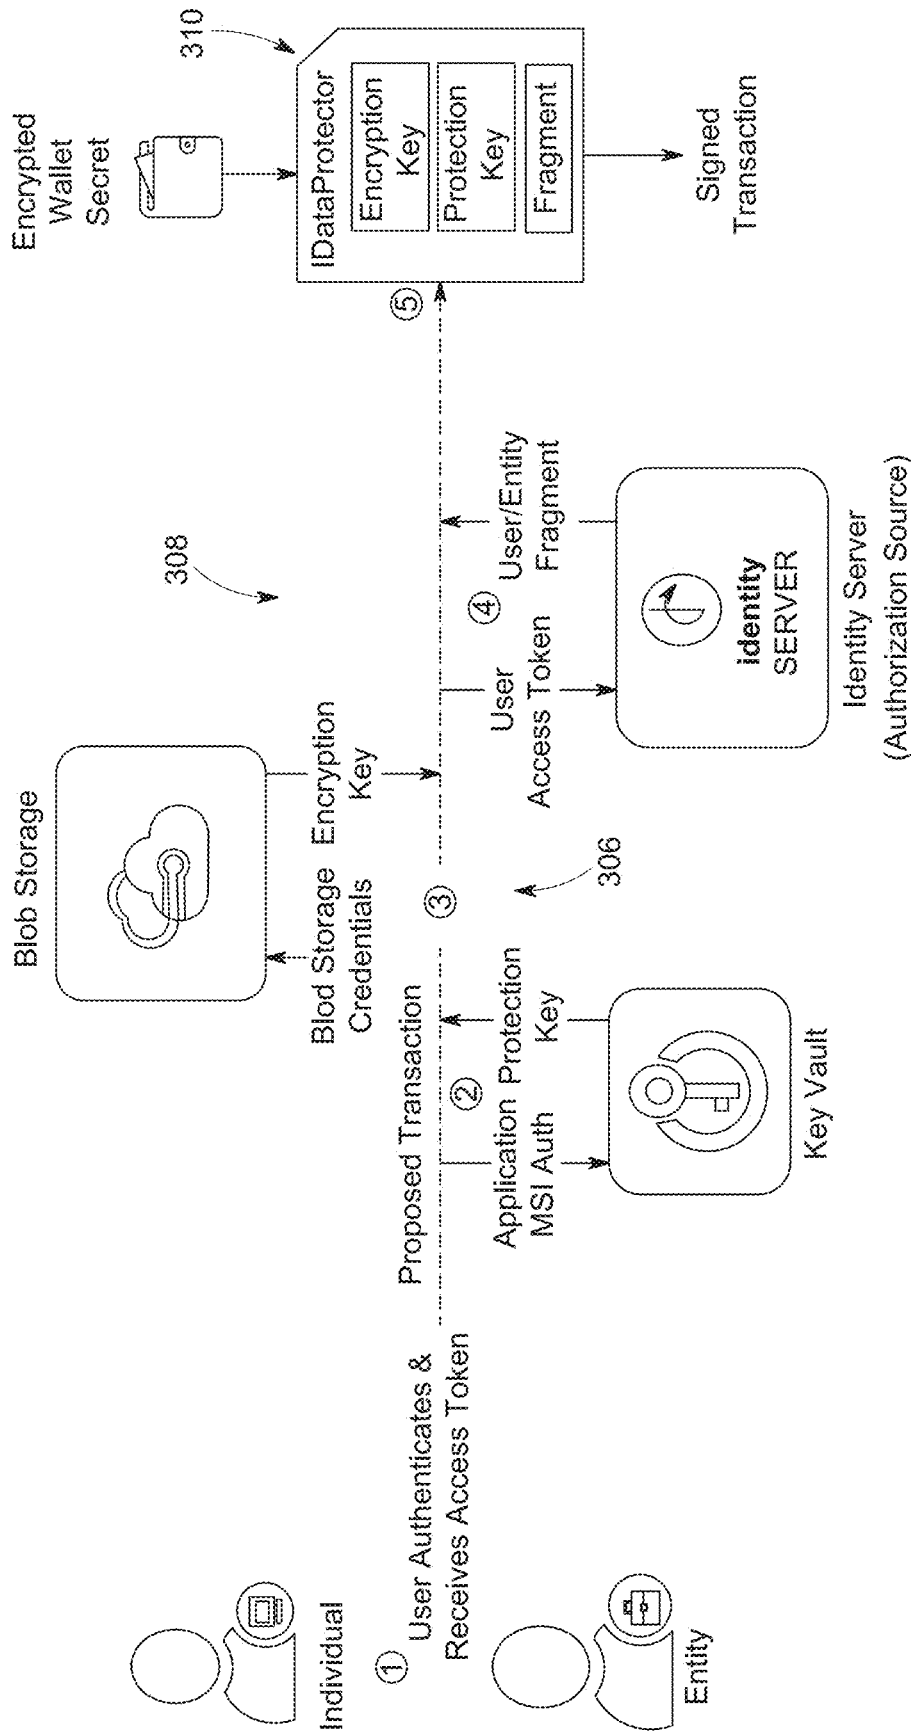 Individual
①
User Authenticates &
Receives Access Token
Entity
Proposed Transaction
②
Application
MSI Auth
Protection
Key
Key Vault
③
306
Blob Storage
Blod Storage
Credentials
Encryption
Key
308
User
Access Token
④
User/Entity
Fragment
identity
SERVER
Identity Server
(Authorization Source)
⑤
310
Encrypted
Wallet
Secret
IDataProtector
Encryption
Key
Protection
Key
Fragment
Signed
Transaction